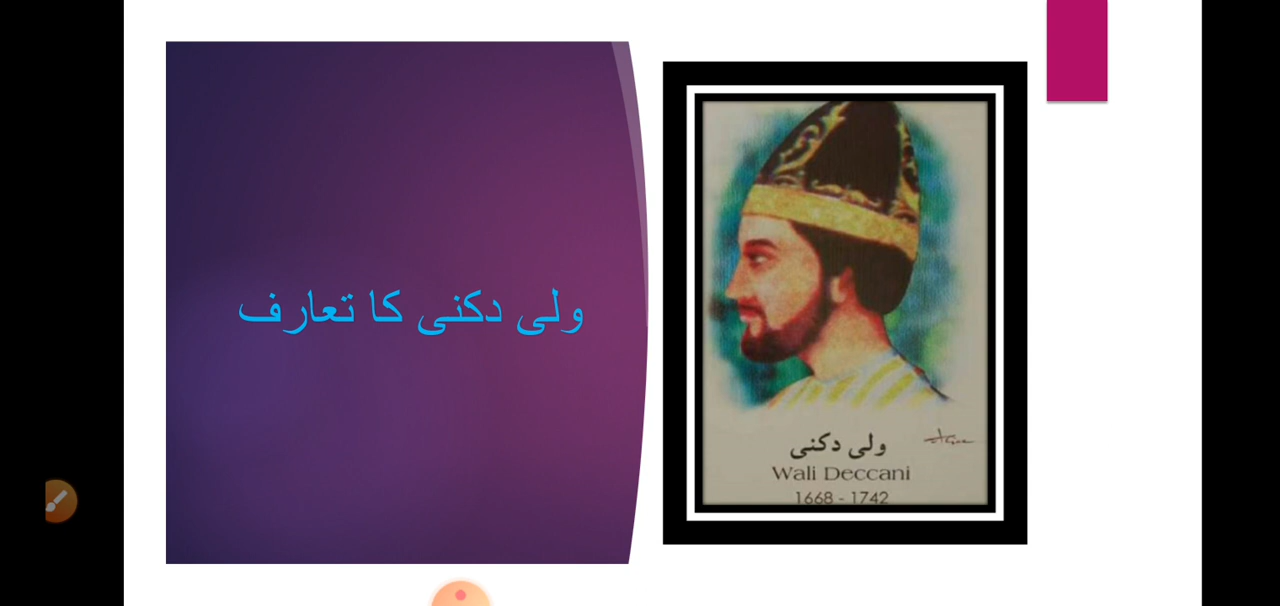 ولی دکنی کا تعارف
ولی دکنی
Wali Deccani
1668 - 1742